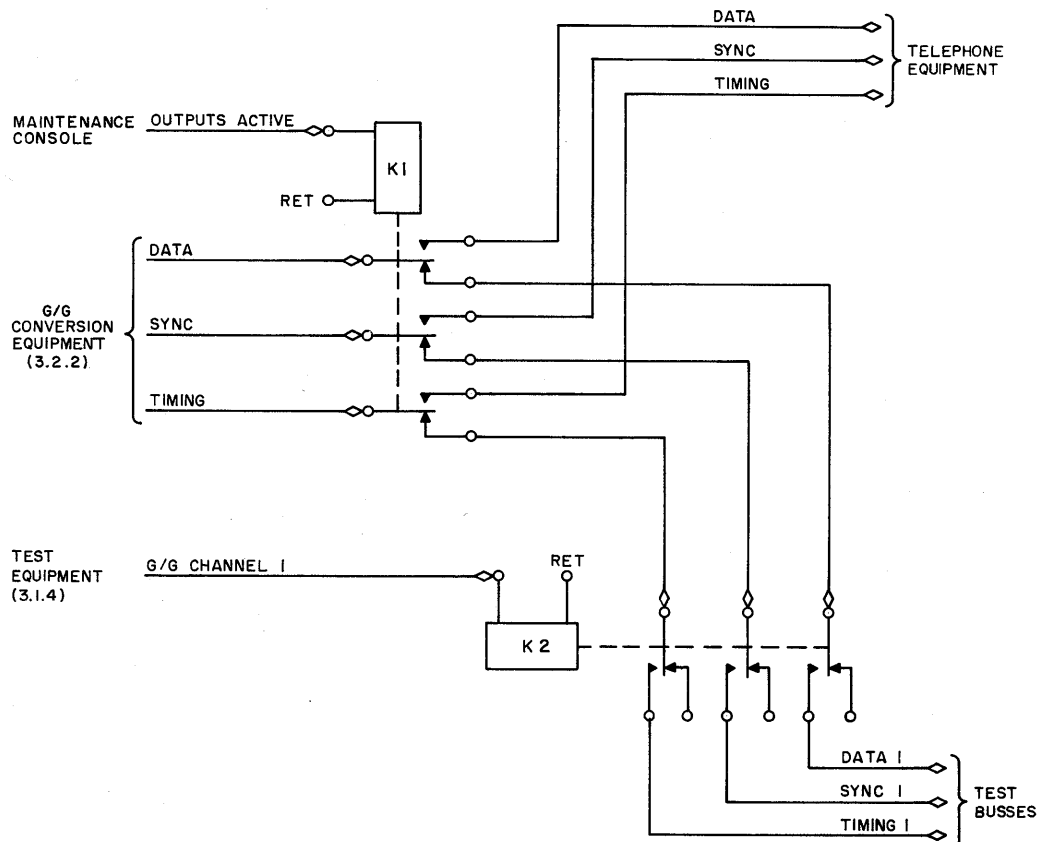 DATA
SYNC
TIMING
TELEPHONE
EQUIPMENT
MAINTENANCE
CONSOLE
OUTPUTS ACTIVE
K1
RET
G/G
CONVERSION
EQUIPMENT
(3.2.2)
DATA
SYNC
TIMING
TEST
EQUIPMENT
(3.1.4)
G/G CHANNEL 1
RET
K2
DATA 1
SYNC 1
TIMING 1
TEST
BUSSES